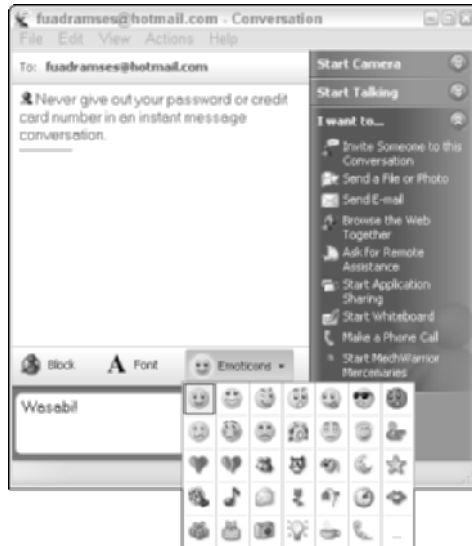 fuadramses@hotmail.com - Conversation
File Edit View Actions Help
To: fuadramses@hotmail.com
Never give out your password or credit
card number in an instant message
conversation.
Start Camera
Start Talking
I want to...
Invite Someone to this
Conversation
Send a File or Photo
Send E-mail
Browse the Web
Together
Ask for Remote
Assistance
Start Application
Sharing
Start Whiteboard
Make a Phone Call
Start MechWarrior
Mercenaries
Block
Font
Emoticons
Wasabi!